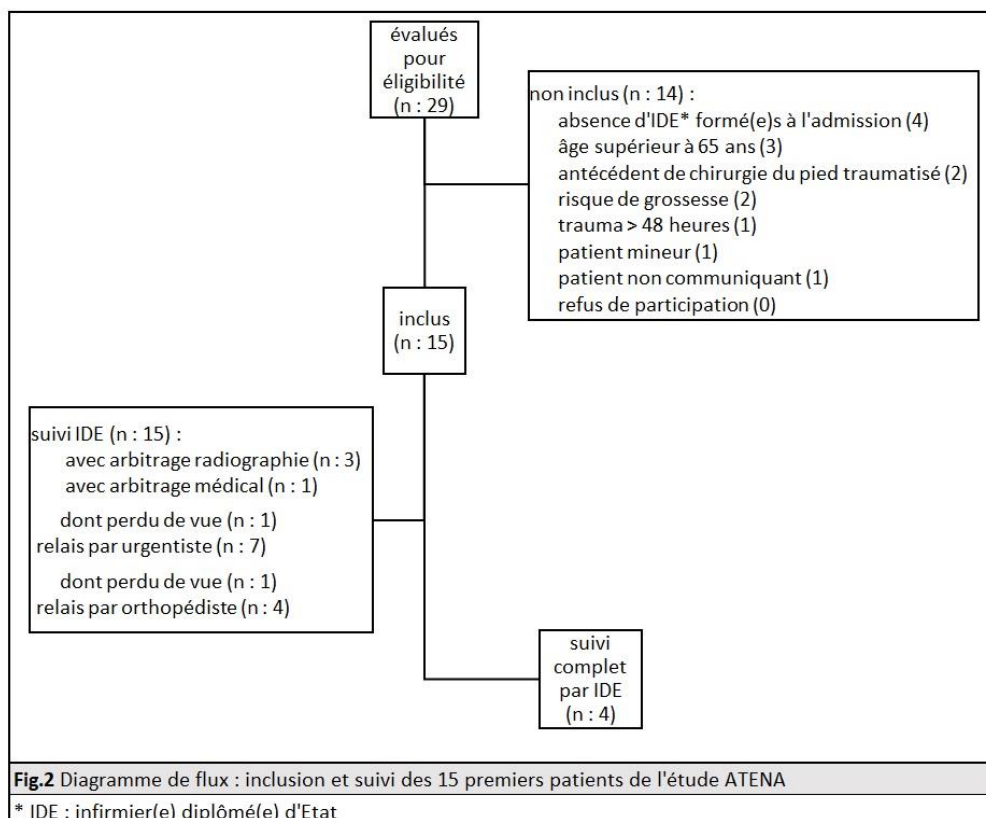 évalués
pour
éligibilité
(n : 29)
non inclus (n : 14) :
absence d'IDE* formé(e)s à l'admission (4)
âge supérieur à 65 ans (3)
antécédent de chirurgie du pied traumatisé (2)
risque de grossesse (2)
trauma > 48 heures (1)
patient mineur (1)
patient non communiquant (1)
refus de participation (0)
inclus
(n : 15)
suivi IDE (n : 15) :
avec arbitrage radiographie (n : 3)
avec arbitrage médical (n : 1)
dont perdu de vue (n : 1)
relais par urgentiste (n : 7)
dont perdu de vue (n : 1)
relais par orthopédiste (n : 4)
suivi
complet
par IDE
(n : 4)
Fig.2 Diagramme de flux : inclusion et suivi des 15 premiers patients de l'étude ATENA
* IDE : infirmier(e) diplômé(e) d'Etat